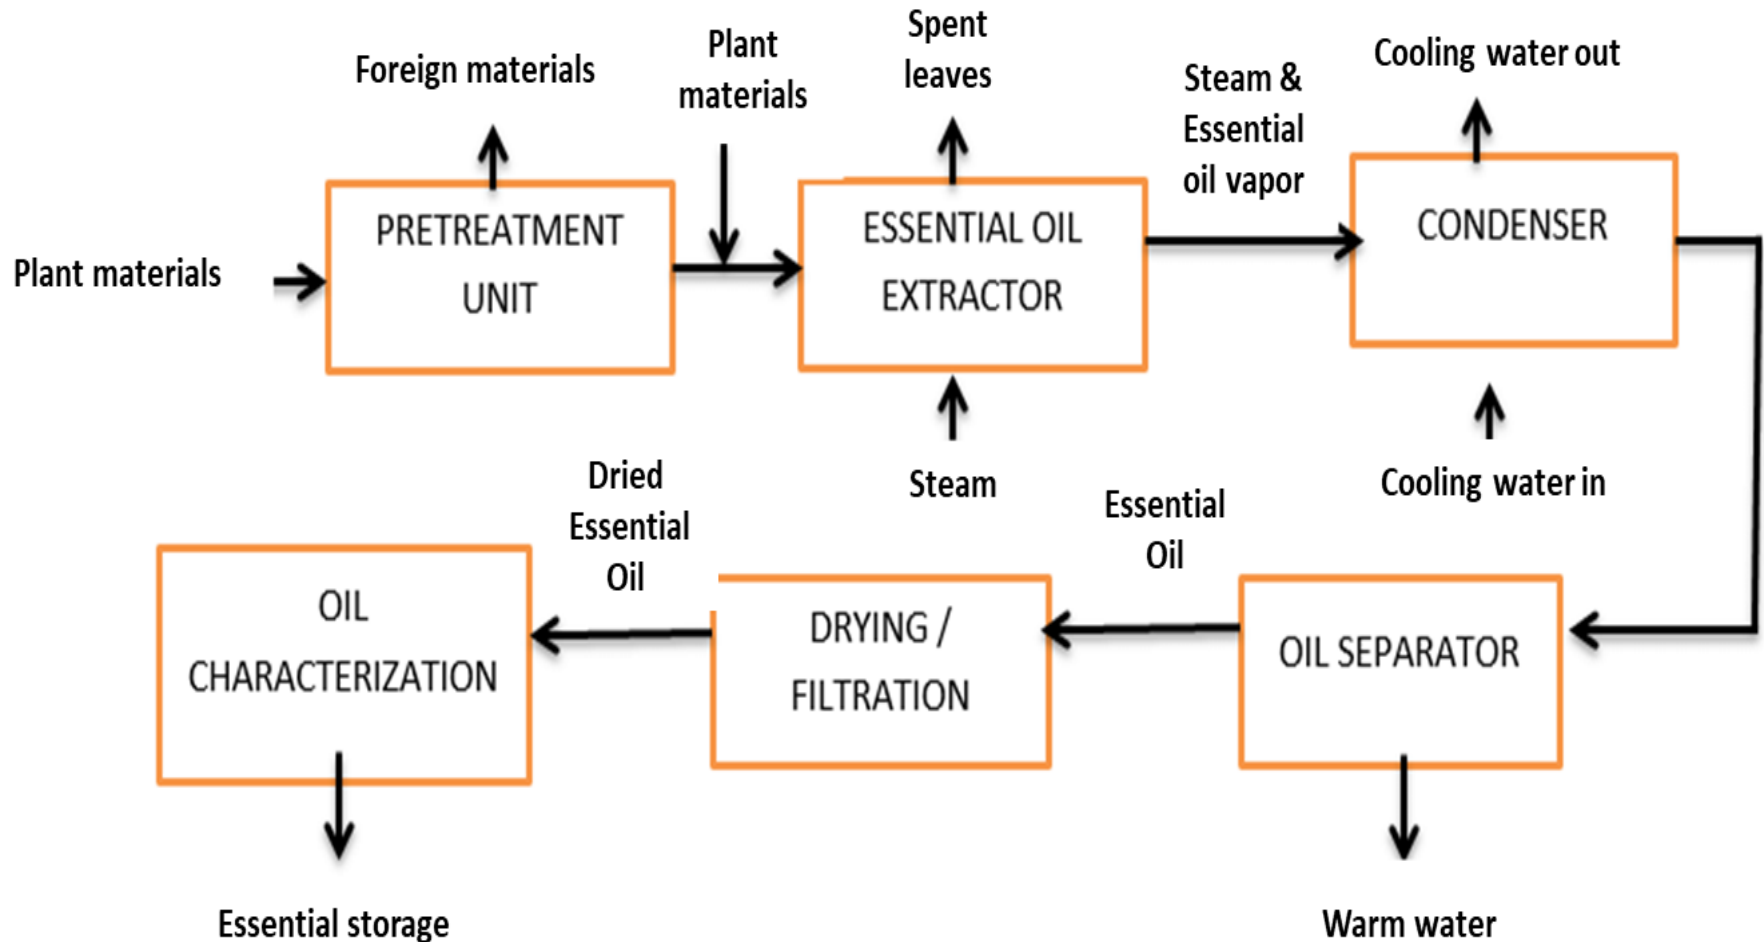 Foreign materials
Plant
materials
Spent
leaves
Steam &
Essential
oil vapor
Cooling water out
Plant materials
PRETREATMENT
UNIT
ESSENTIAL OIL
EXTRACTOR
CONDENSER
Steam
Cooling water in
Dried
Essential
Oil
Essential
Oil
OIL
CHARACTERIZATION
DRYING /
FILTRATION
OIL SEPARATOR
Essential storage
Warm water